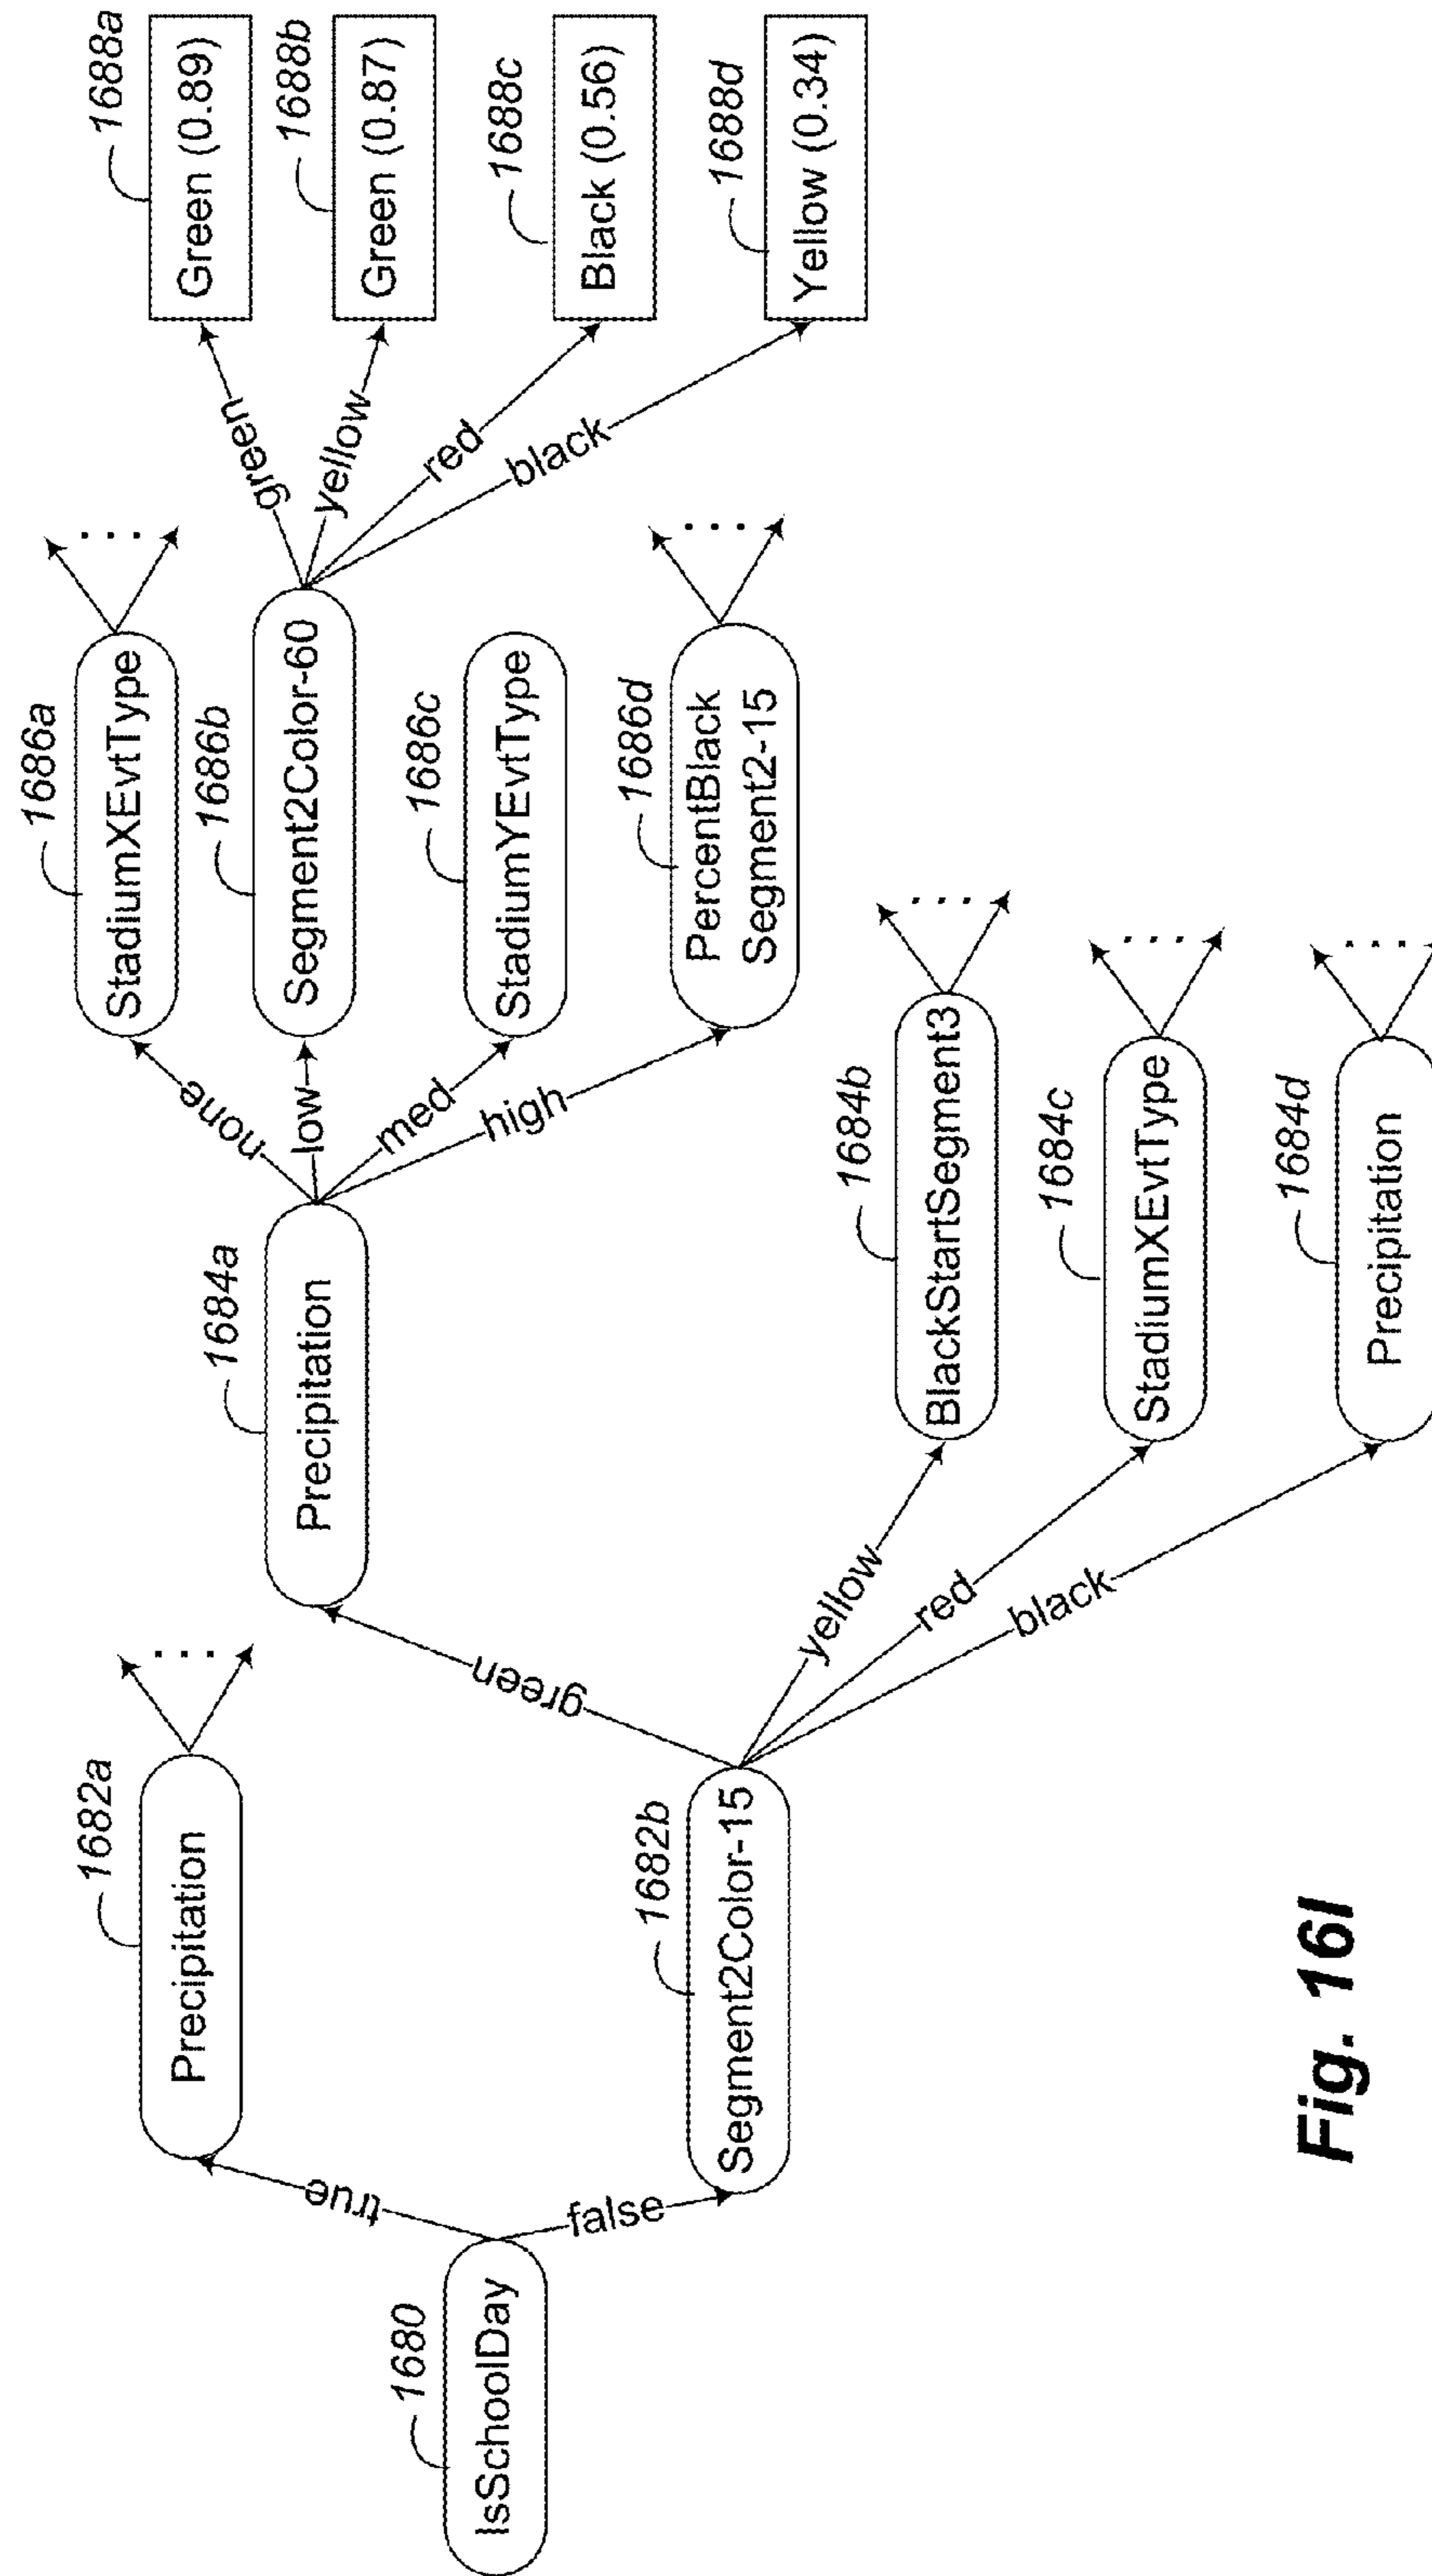 1680
IsSchoolDay
true
false
1682a
Precipitation
...
1682b
Segment2Color-15
green
yellow
red
black
1684a
Precipitation
none
low
med
high
1684b
BlackStartSegment3
...
1684c
StadiumXEvtType
...
1684d
Precipitation
...
1686a
StadiumXEvtType
...
1686b
Segment2Color-60
green
yellow
red
black
1686c
StadiumYEvtType
1686d
PercentBlack
Segment2-15
...
1688a
Green (0.89)
1688b
Green (0.87)
1688c
Black (0.56)
1688d
Yellow (0.34)
Fig. 16I